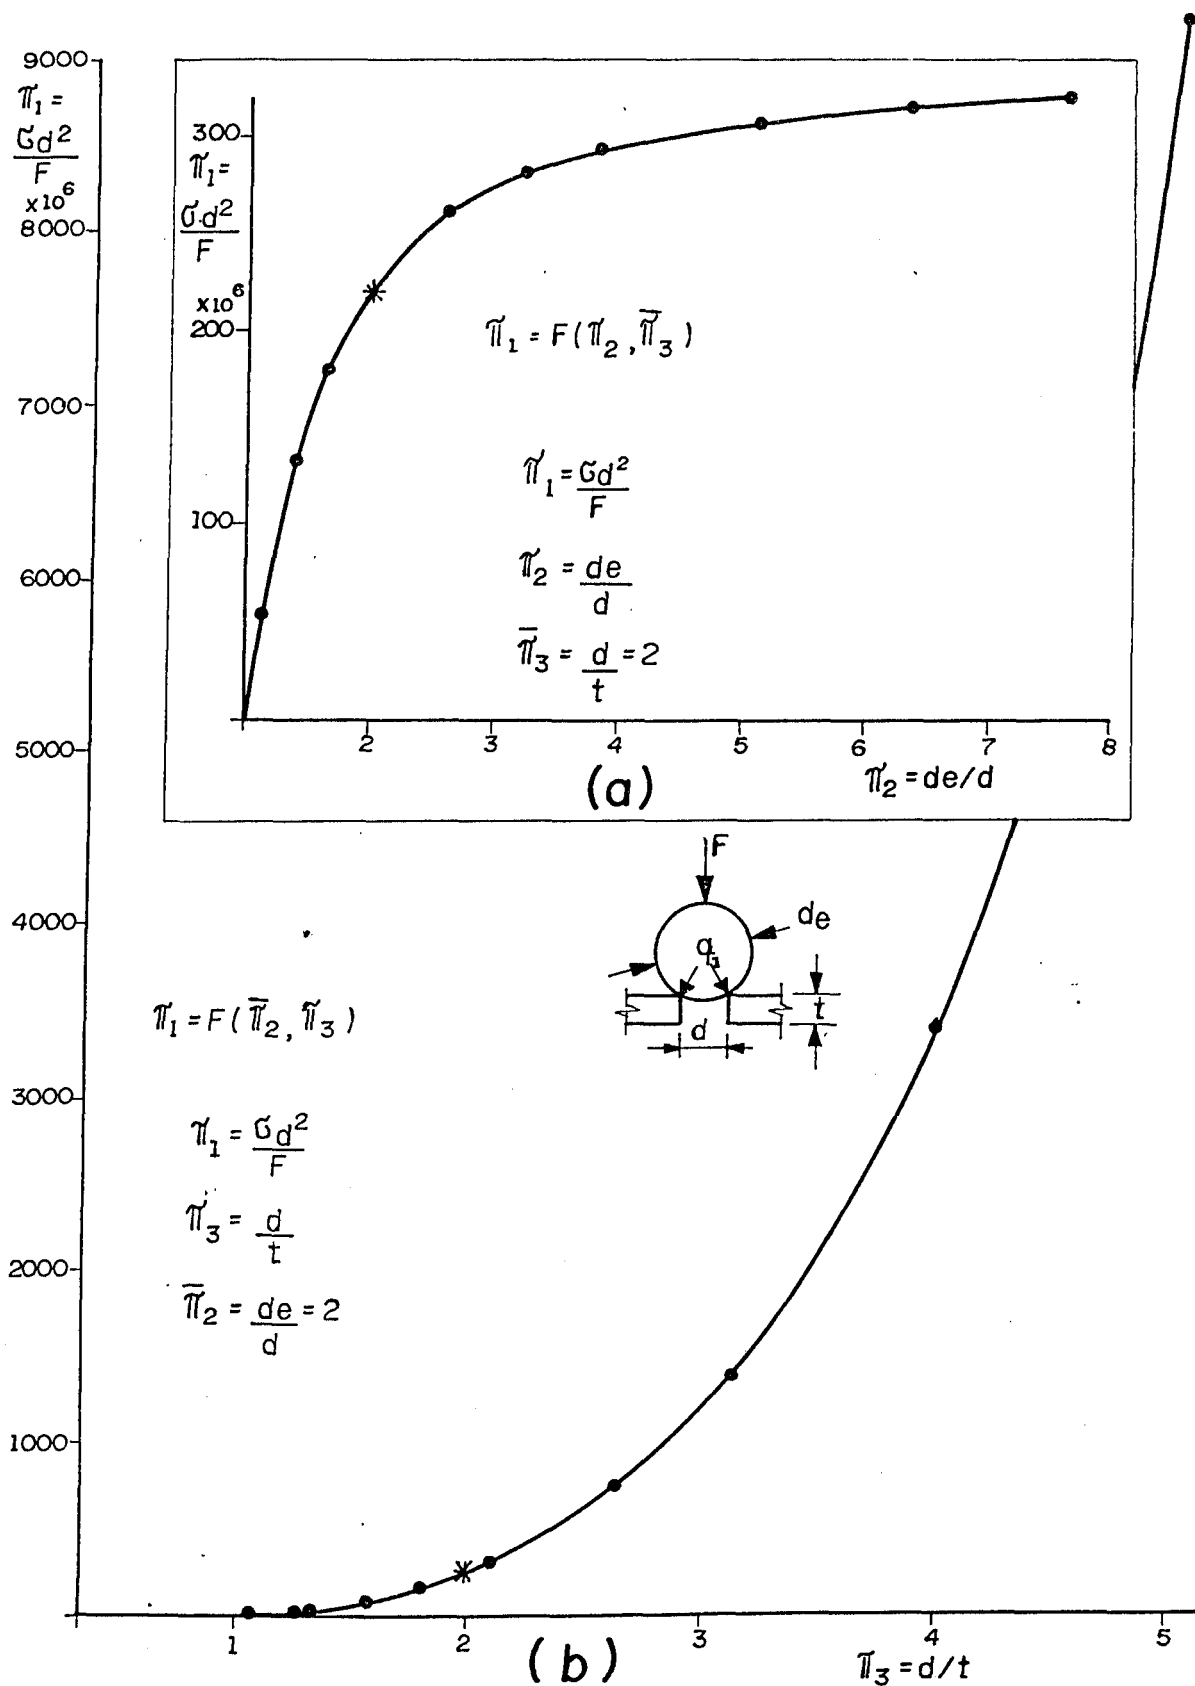 9000
π₁ =
σd²
F
x10⁶
8000
7000
6000
5000
4000
3000
2000
1000
300
π₁ =
σ.d²
F
x10⁶
200
100
π₁ = F(π₂, π̅₃)
π₁ = σd²
F
π₂ = de
d
π̅₃ = d = 2
t
2 3 4 5 6 7 8
(a)
π₂ = de/d
F
de
q₁
t
d
π₁ = F(π̅₂, π₃)
π₁ = σd²
F
π₃ = d
t
π̅₂ = de = 2
d
1 2 3 4 5
(b)
π₃ = d/t